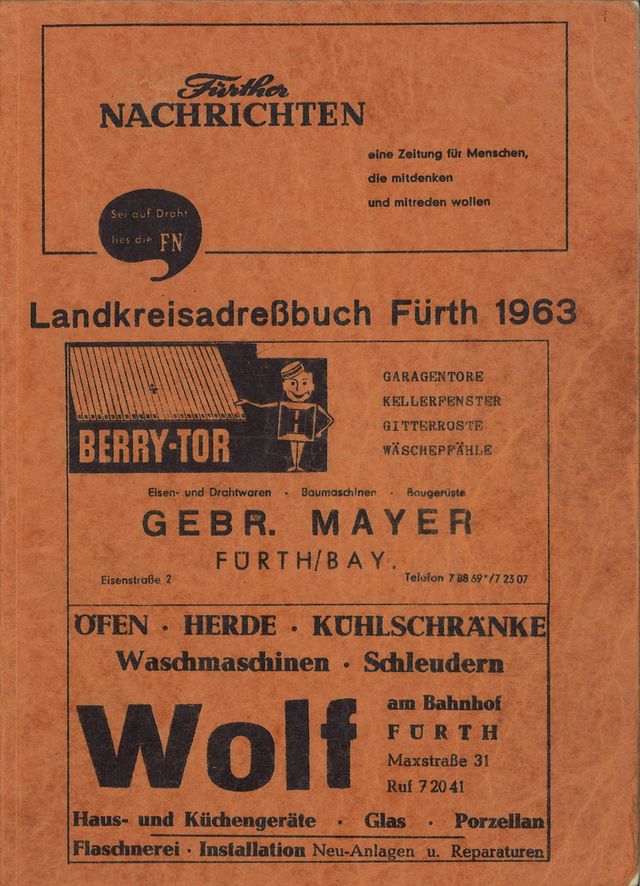 Fürther
NACHRICHTEN
eine Zeitung für Menschen,
die mitdenken
und mitreden wollen
Sei auf Draht
lies die FN
Landkreisadreßbuch Fürth 1963
BERRY-TOR
GARAGENTORE
KELLERFENSTER
GITTERROSTE
WÄSCHEPFÄHLE
Eisen- und Drahtwaren · Baumaschinen · Baugerüste
GEBR. MAYER
FÜRTH/BAY.
Eisenstraße 2
Telefon 7 88 69*/7 23 07
ÖFEN · HERDE · KÜHLSCHRÄNKE
Waschmaschinen · Schleudern
Wolf
am Bahnhof
FÜRTH
Maxstraße 31
Ruf 7 20 41
Haus- und Küchengeräte · Glas · Porzellan
Flaschnerei · Installation Neu-Anlagen u. Reparaturen